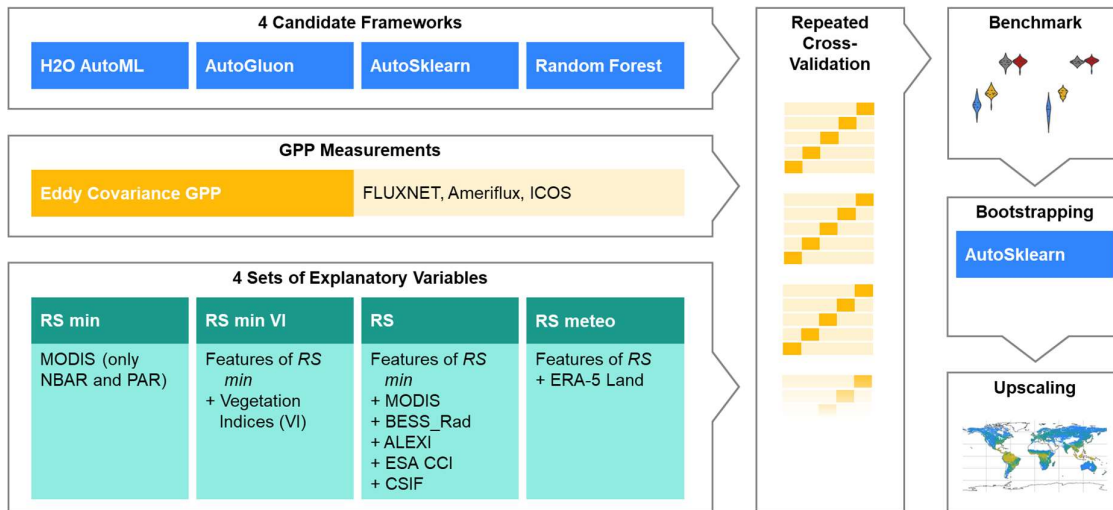 4 Candidate Frameworks
H2O AutoML
AutoGluon
AutoSklearn
Random Forest
GPP Measurements
Eddy Covariance GPP
FLUXNET, Ameriflux, ICOS
4 Sets of Explanatory Variables
RS min
MODIS (only
NBAR and PAR)
RS min VI
Features of RS
min
+ Vegetation
Indices (VI)
RS
Features of RS
min
+ MODIS
+ BESS_Rad
+ ALEXI
+ ESA CCI
+ CSIF
RS meteo
Features of RS
+ ERA-5 Land
Repeated
Cross-
Validation
Benchmark
Bootstrapping
AutoSklearn
Upscaling